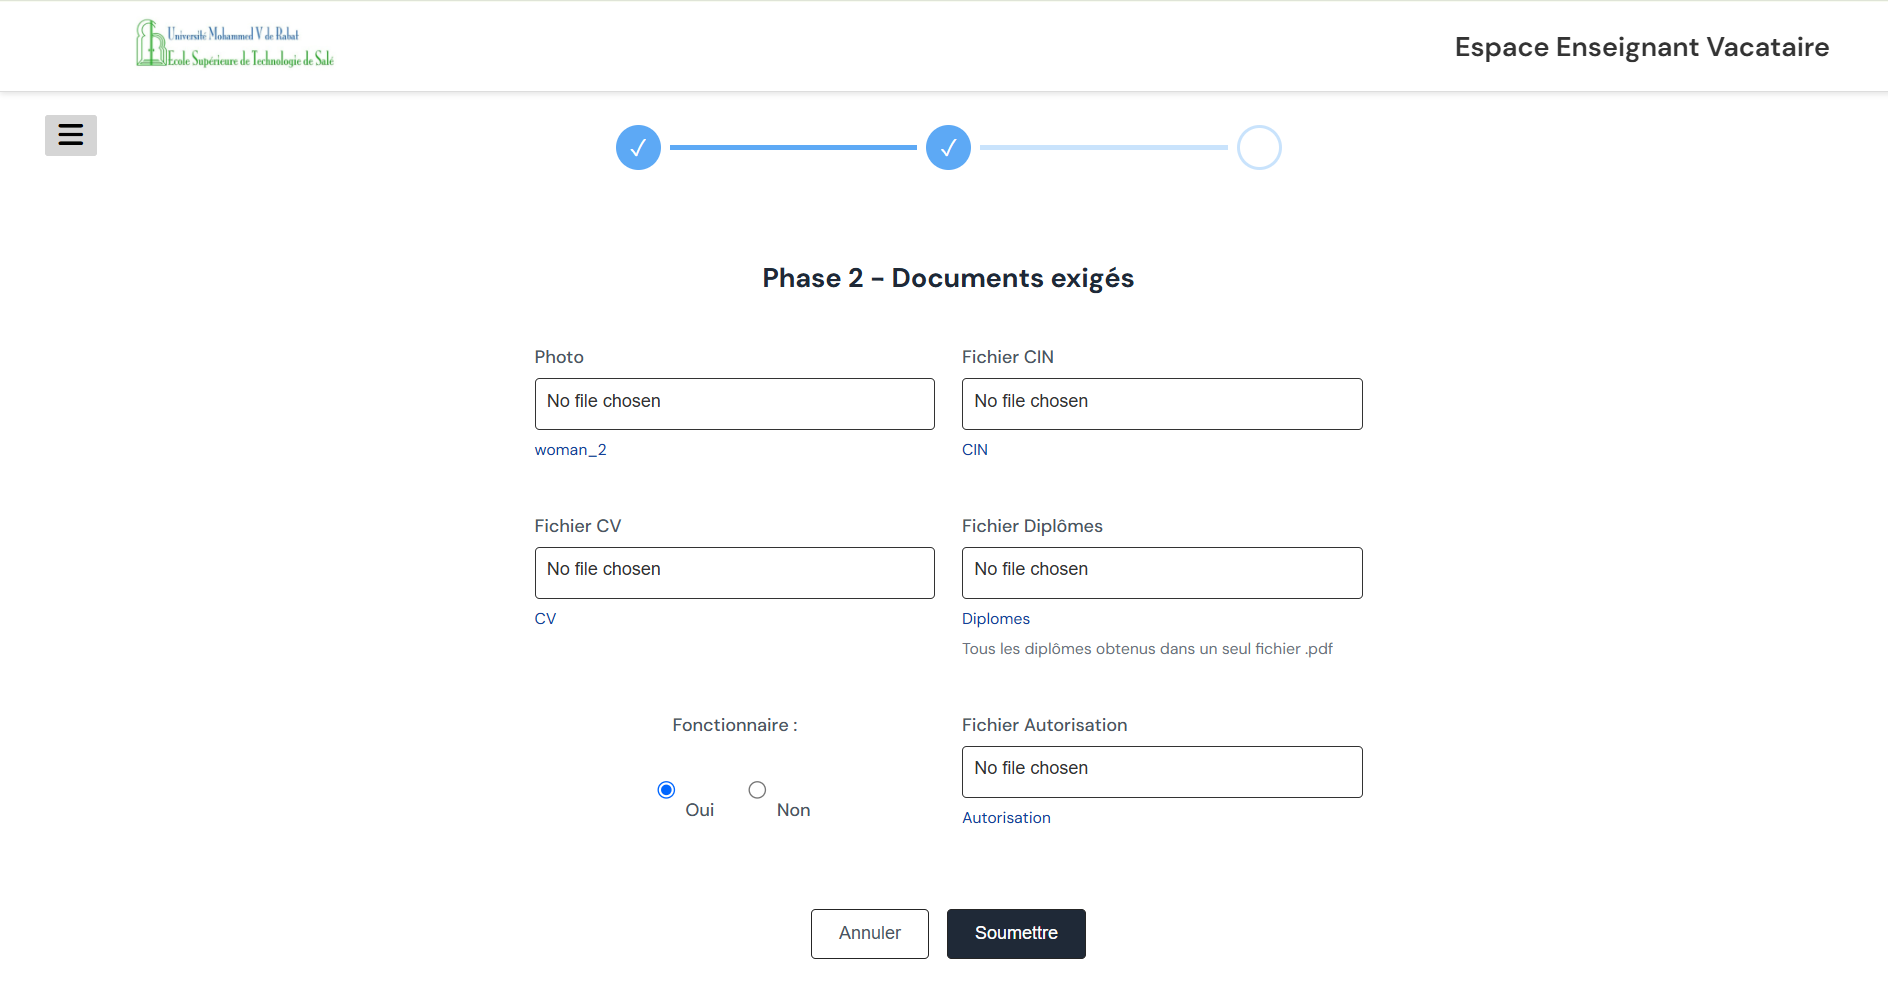 Université Mohammed V de Rabat
Ecole Supérieure de Technologie de Salé
Espace Enseignant Vacataire
Phase 2 - Documents exigés
Photo
No file chosen
woman_2
Fichier CIN
No file chosen
CIN
Fichier CV
No file chosen
CV
Fichier Diplômes
No file chosen
Diplomes
Tous les diplômes obtenus dans un seul fichier .pdf
Fonctionnaire :
Oui
Non
Fichier Autorisation
No file chosen
Autorisation
Annuler
Soumettre